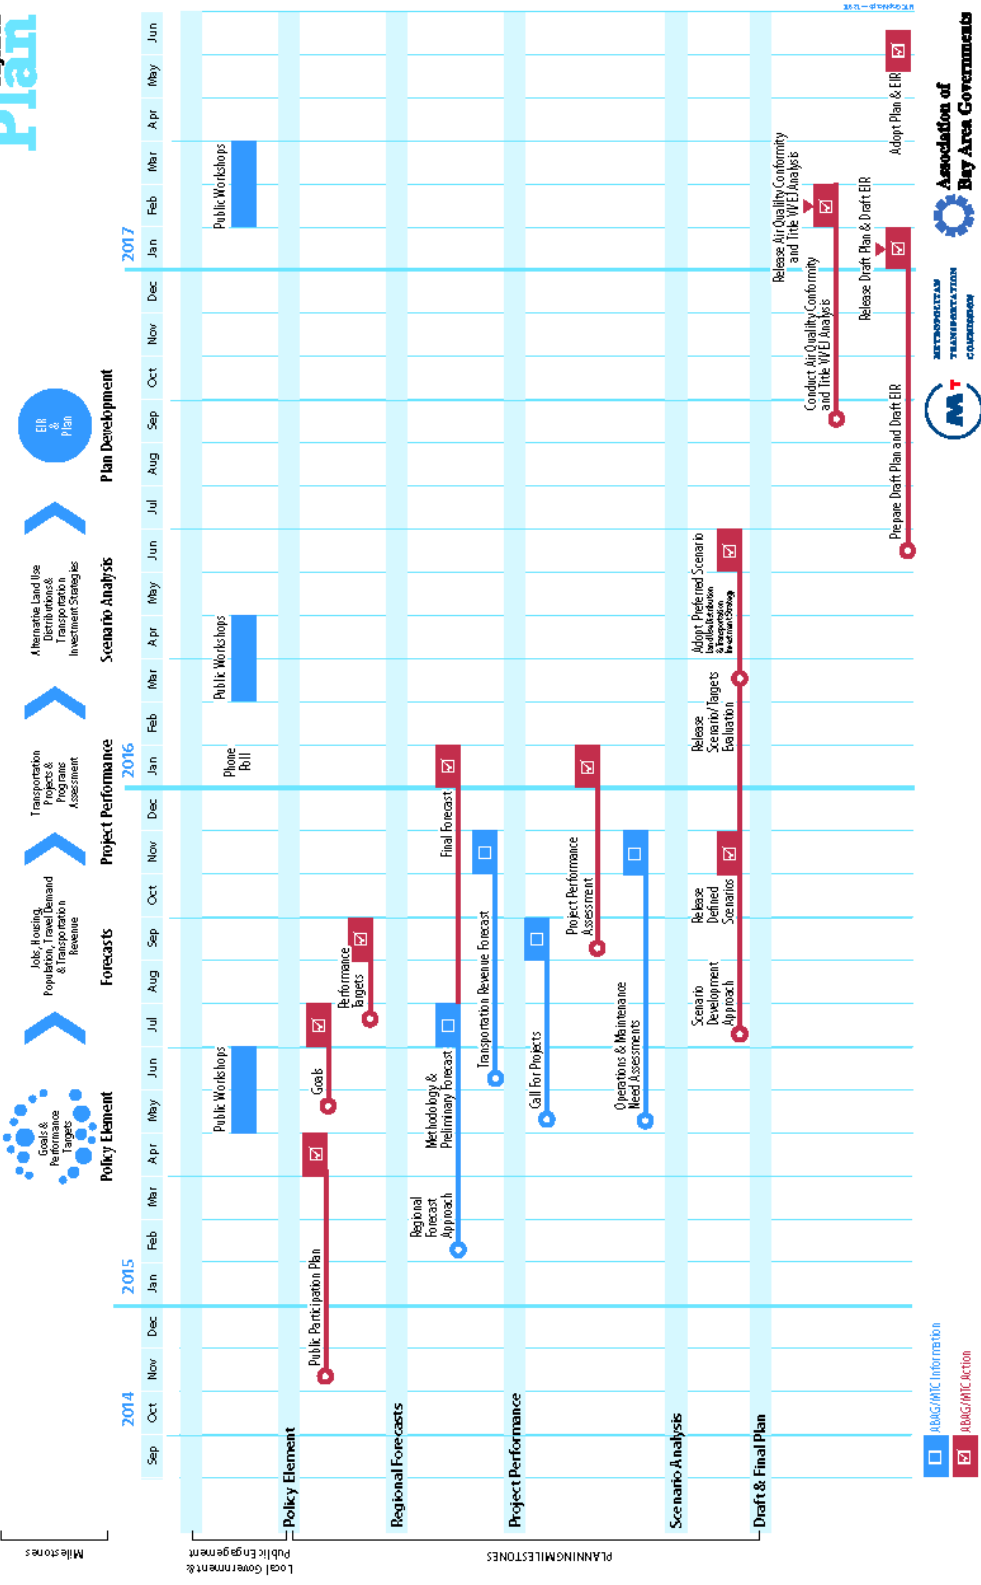 Plan
Milestones
Goals &
Performance
Targets
Policy Element
Jobs, Housing,
Population, Travel Demand
& Transportation
Revenue
Forecasts
Transportation
Projects &
Programs
Assessment
Project Performance
Alternative Land Use
Distributions &
Transportation
Investment Strategies
Scenario Analysis
EIR
&
Plan
Plan Development
2014
2015
2016
2017
Sep Oct Nov Dec Jan Feb Mar Apr May Jun Jul Aug Sep Oct Nov Dec Jan Feb Mar Apr May Jun Jul Aug Sep Oct Nov Dec Jan Feb Mar Apr May Jun
Local Government &
Public Engagement
Public Workshops
Phone
Poll
Public Workshops
Public Workshops
PLANNING MILESTONES
Policy Element
Public Participation Plan
Goals
Performance
Targets
Regional Forecasts
Regional
Forecast
Approach
Methodology &
Preliminary Forecast
Final Forecast
Transportation Revenue Forecast
Project Performance
Call For Projects
Project Performance
Assessment
Operations & Maintenance
Need Assessments
Scenario Analysis
Scenario
Development
Approach
Release
Defined
Scenarios
Release
Scenario/Targets
Evaluation
Adopt Preferred Scenario
Land Use Distribution
& Transportation
Investment Strategy
Draft & Final Plan
Conduct Air Quality Conformity
and Title VI/EJ Analysis
Release Air Quality Conformity
and Title VI/EJ Analysis
Prepare Draft Plan and Draft EIR
Release Draft Plan & Draft EIR
Adopt Plan & EIR
ABAG/MTC Information
ABAG/MTC Action
MT
METROPOLITAN
TRANSPORTATION
COMMISSION
Association of
Bay Area Governments